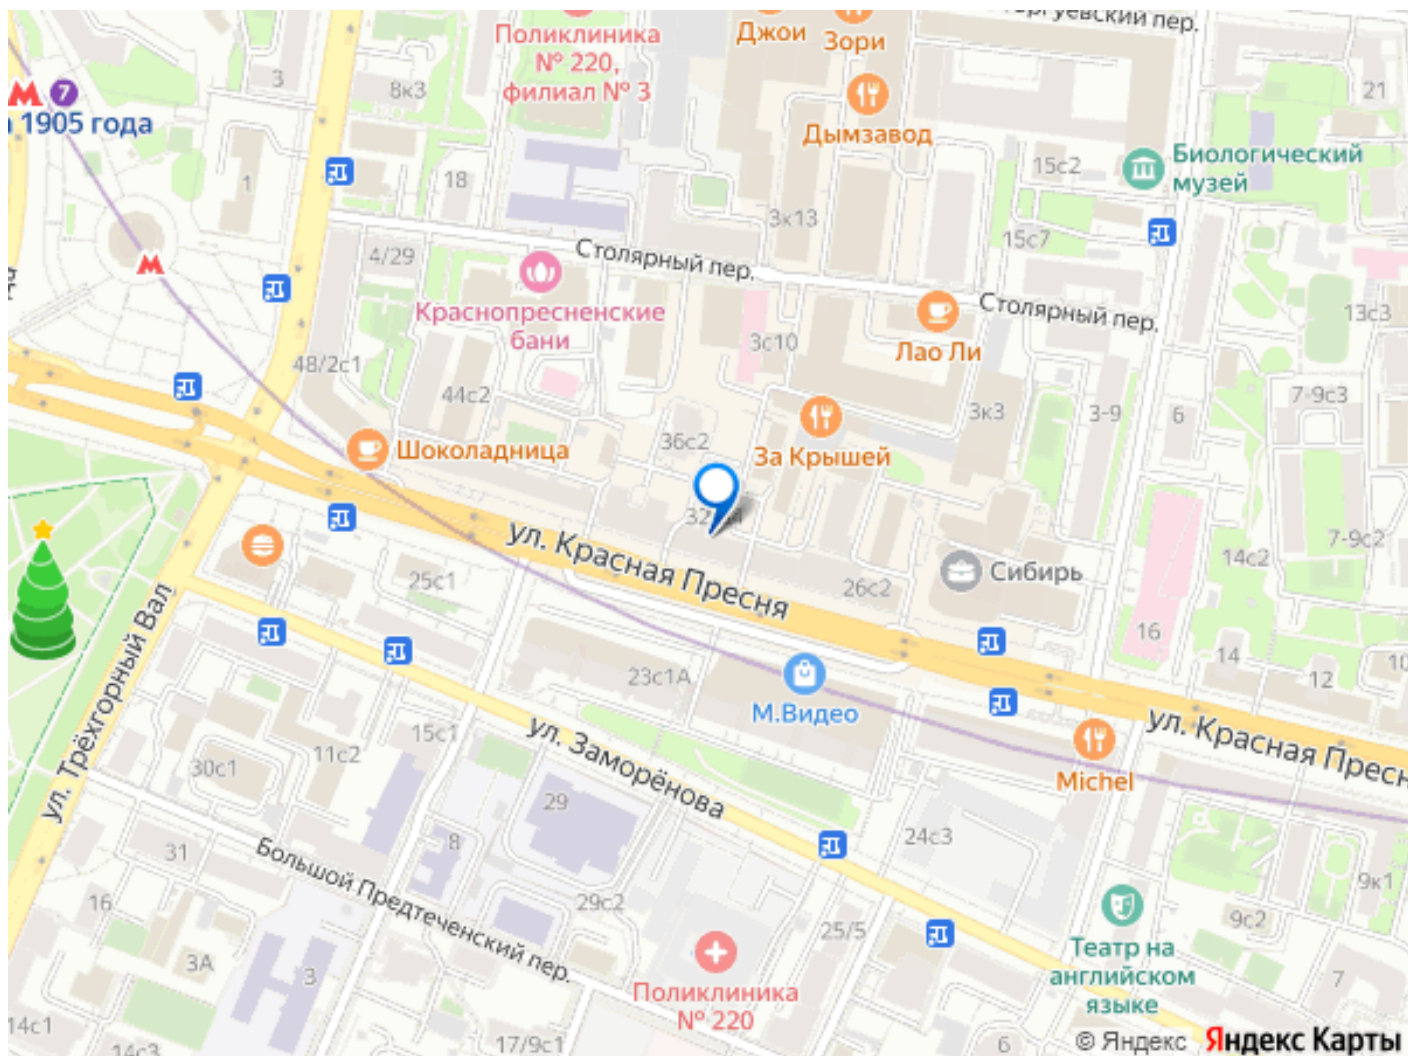 Джои
Зори
Поликлиника
№ 220,
филиал № 3
3
8к3
21
7
1905 года
Дымзавод
Биологический
музей
15с2
18
1
3к13
15с7
4/29
Столярный пер.
Столярный пер.
Краснопресненские
бани
13с3
3с10
Лао Ли
48/2с1
44с2
7-9с3
3к3
3-9
6
36с2
Шоколадница
За Крышей
ул. Красная Пресня
7-9с2
14с2
Сибирь
25с1
26с2
16
14
10
12
23с1А
М.Видео
ул. Трёхгорный Вал
ул. Заморёнова
15с1
11с2
30с1
ул. Красная Пресн
Michel
29
24с3
8
31
Большой Предтеченский пер.
9к1
16
29с2
9с2
25/5
3А
3
Театр на
английском
языке
7
Поликлиника
№ 220
14с1
14с3
17/9с1
6
© Яндекс Яндекс Карты